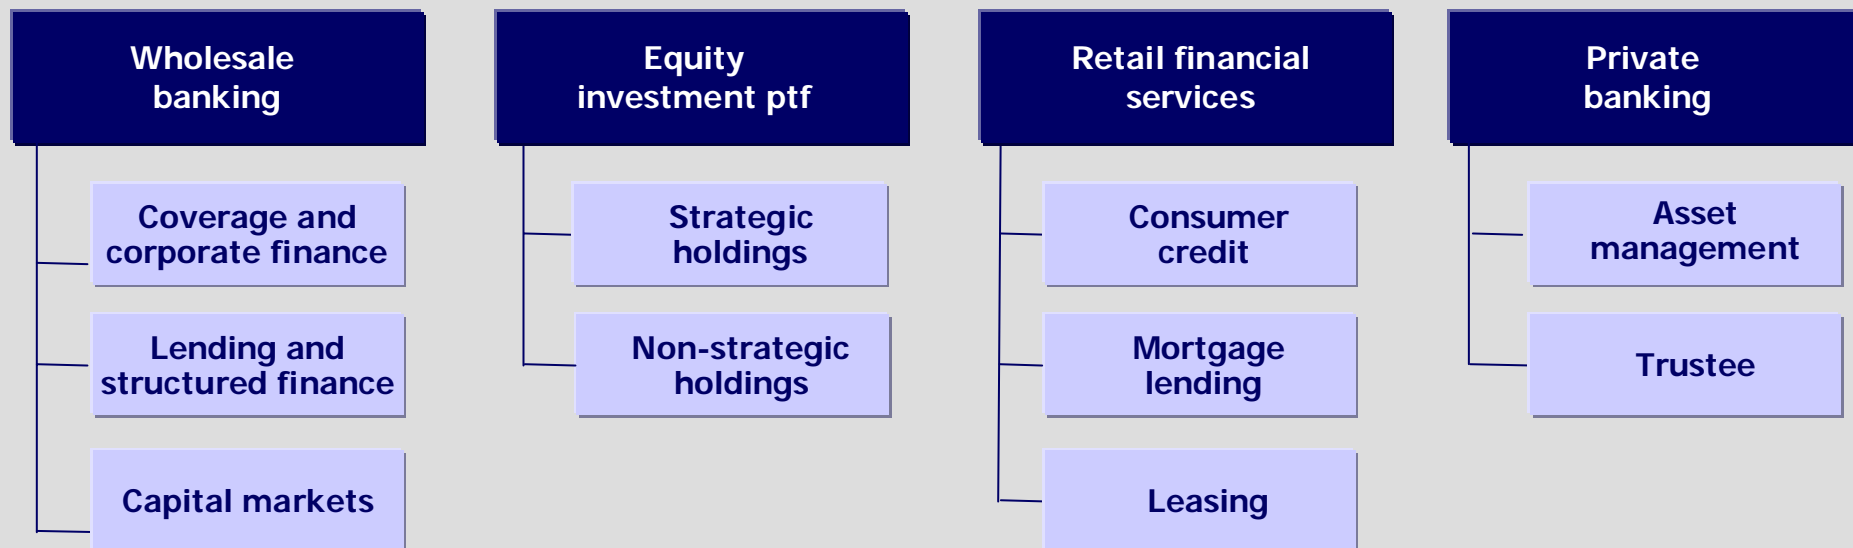 Wholesale
banking
Coverage and
corporate finance
Lending and
structured finance
Capital markets
Equity
investment ptf
Strategic
holdings
Non-strategic
holdings
Retail financial
services
Consumer
credit
Mortgage
lending
Leasing
Private
banking
Asset
management
Trustee